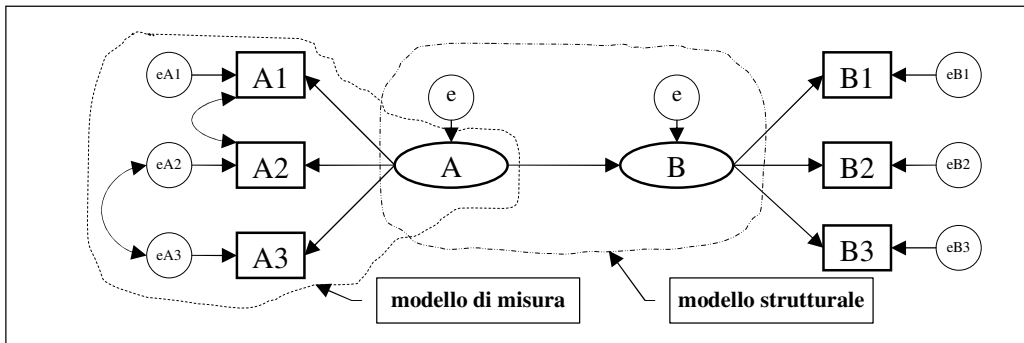 eA1
A1
e
e
B1
eB1
eA2
A2
A
B
B2
eB2
eA3
A3
B3
eB3
modello di misura
modello strutturale